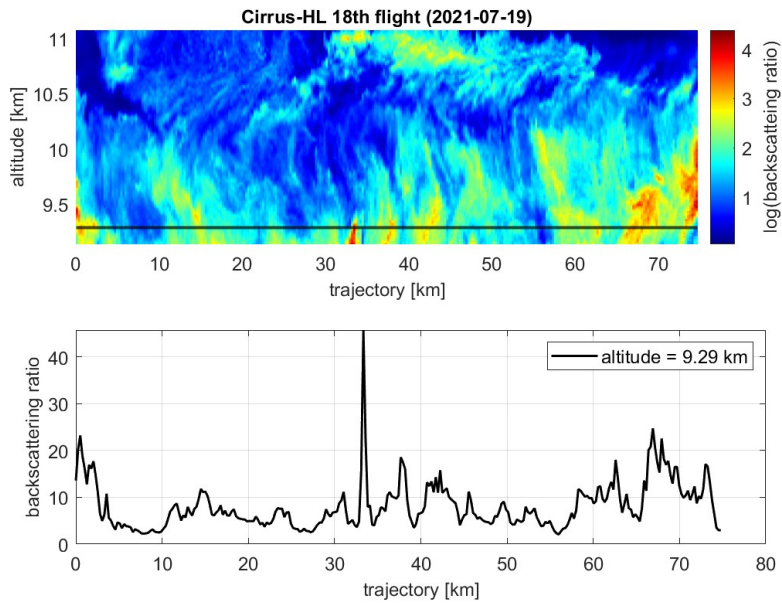 Cirrus-HL 18th flight (2021-07-19)
altitude [km]
11
10.5
10
9.5
0 10 20 30 40 50 60 70
trajectory [km]
4
3
2
1
log(backscatteing ratio)
backscattering ratio
40
30
20
10
0
altitude = 9.29 km
0 10 20 30 40 50 60 70 80
trajectory [km]